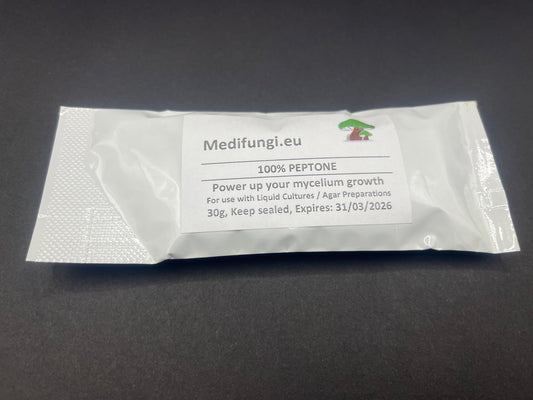 Medifungi.eu
100% PEPTONE
Power up your mycelium growth
For use with Liquid Cultures / Agar Preparations
30g, Keep sealed, Expires: 31/03/2026